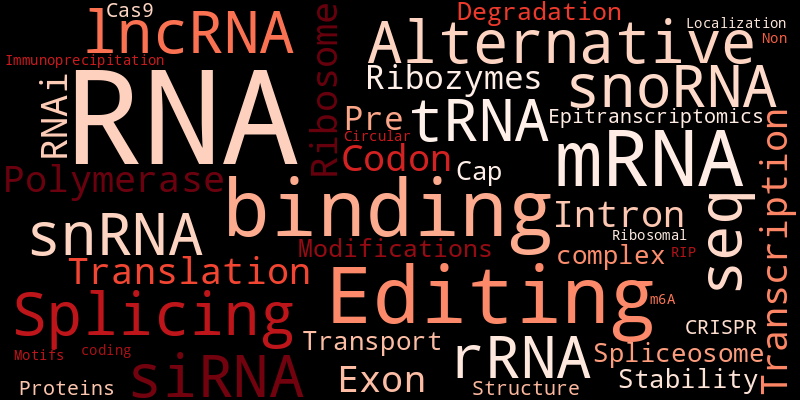 Cas9
Degradation
lncRNA
Ribosome
Alternative
Localization
Non
Immunoprecipitation
RNAi
RNA
Ribozymes
snoRNA
Pre
tRNA
Epitranscriptomics
Circular
Codon
Cap
mRNA
Transcription
Polymerase
binding
Intron
seq
snRNA
Modifications
Ribosomal
complex
RIP
Translation
Editing
m6A
Splicing
Transport
rRNA
CRISPR
Spliceosome
Motifs
coding
siRNA
Exon
Stability
Proteins
Structure